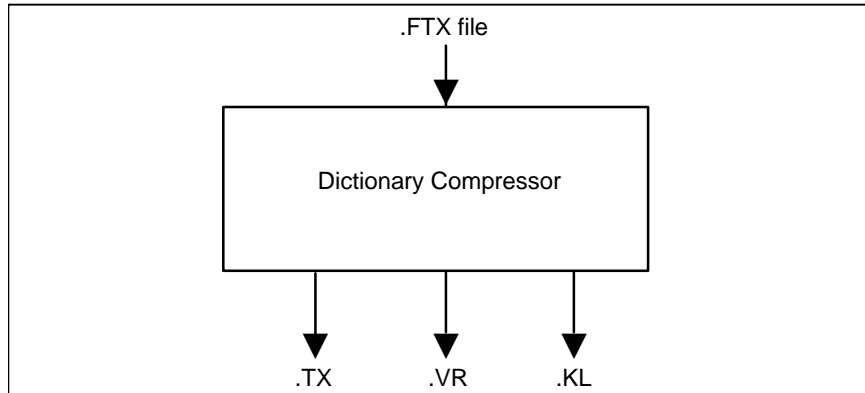 .FTX file
Dictionary Compressor
.TX .VR .KL